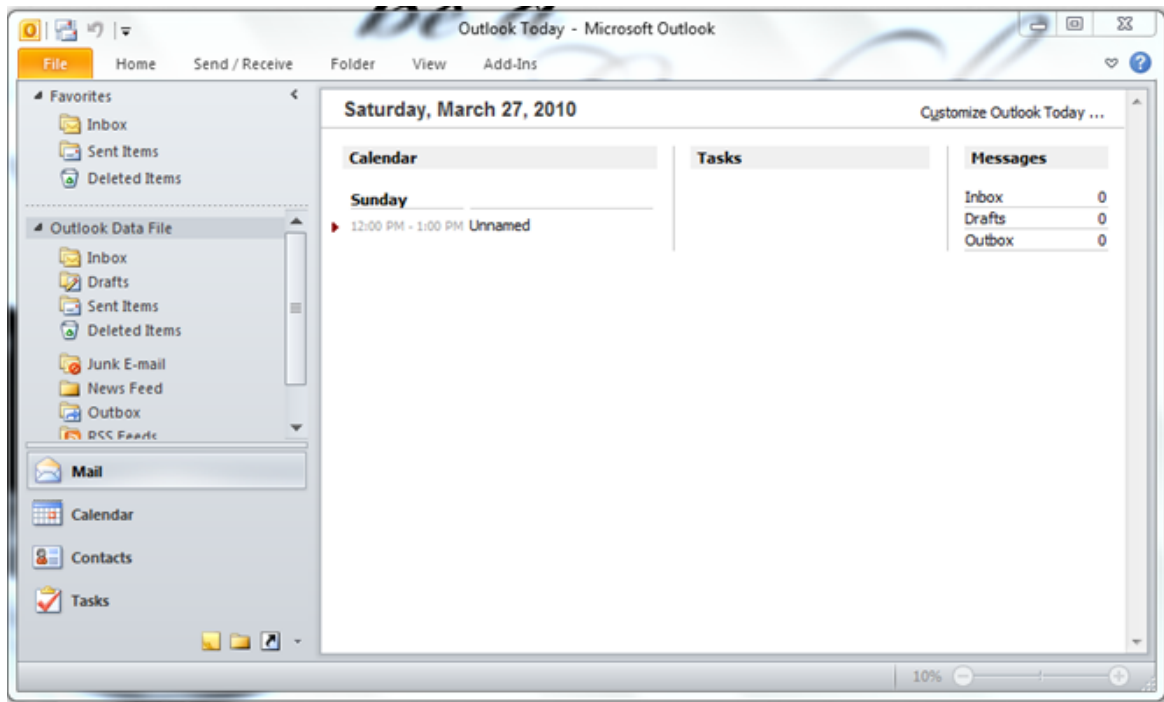 Be a
Outlook Today - Microsoft Outlook
File Home Send / Receive Folder View Add-Ins
Favorites
Inbox
Sent Items
Deleted Items
Outlook Data File
Inbox
Drafts
Sent Items
Deleted Items
Junk E-mail
News Feed
Outbox
RSS Feeds
Mail
Calendar
Contacts
Tasks
Saturday, March 27, 2010
Customize Outlook Today ...
Calendar
Sunday
12:00 PM - 1:00 PM Unnamed
Tasks
Messages
Inbox 0
Drafts 0
Outbox 0
10%